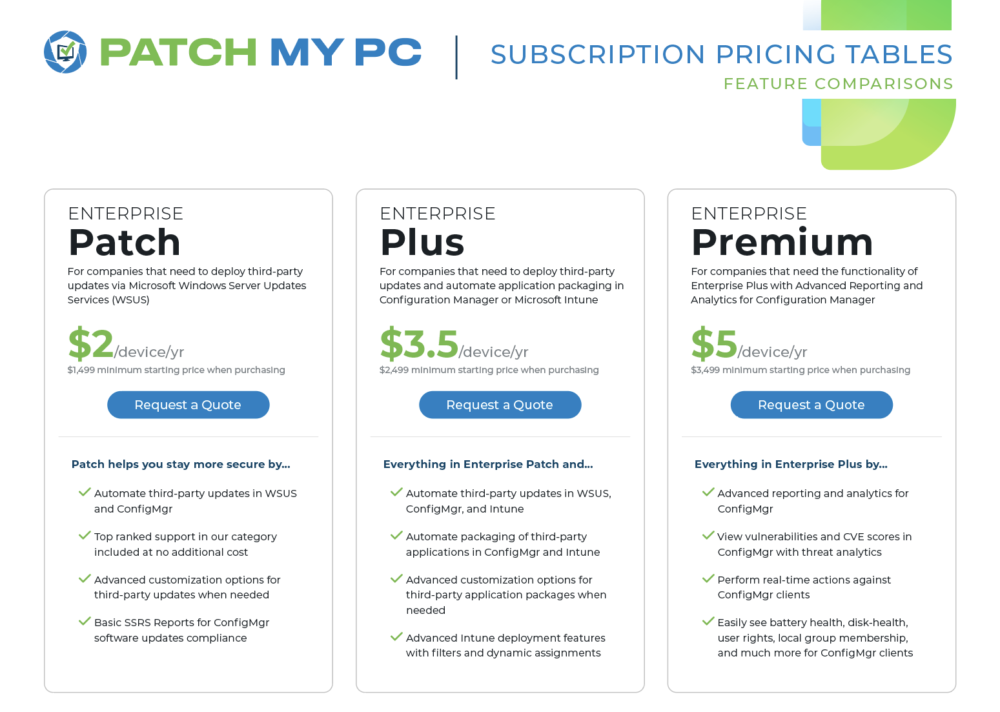 PATCH MY PC
SUBSCRIPTION PRICING TABLES
FEATURE COMPARISONS
ENTERPRISE
Patch
For companies that need to deploy third-party
updates via Microsoft Windows Server Updates
Services (WSUS)
$2/device/yr
$1,499 minimum starting price when purchasing
Request a Quote
Patch helps you stay more secure by...
Automate third-party updates in WSUS
and ConfigMgr
Top ranked support in our category
included at no additional cost
Advanced customization options for
third-party updates when needed
Basic SSRS Reports for ConfigMgr
software updates compliance
ENTERPRISE
Plus
For companies that need to deploy third-party
updates and automate application packaging in
Configuration Manager or Microsoft Intune
$3.5/device/yr
$2,499 minimum starting price when purchasing
Request a Quote
Everything in Enterprise Patch and...
Automate third-party updates in WSUS,
ConfigMgr, and Intune
Automate packaging of third-party
applications in ConfigMgr and Intune
Advanced customization options for
third-party application packages when
needed
Advanced Intune deployment features
with filters and dynamic assignments
ENTERPRISE
Premium
For companies that need the functionality of
Enterprise Plus with Advanced Reporting and
Analytics for Configuration Manager
$5/device/yr
$3,499 minimum starting price when purchasing
Request a Quote
Everything in Enterprise Plus by...
Advanced reporting and analytics for
ConfigMgr
View vulnerabilities and CVE scores in
ConfigMgr with threat analytics
Perform real-time actions against
ConfigMgr clients
Easily see battery health, disk-health,
user rights, local group membership,
and much more for ConfigMgr clients